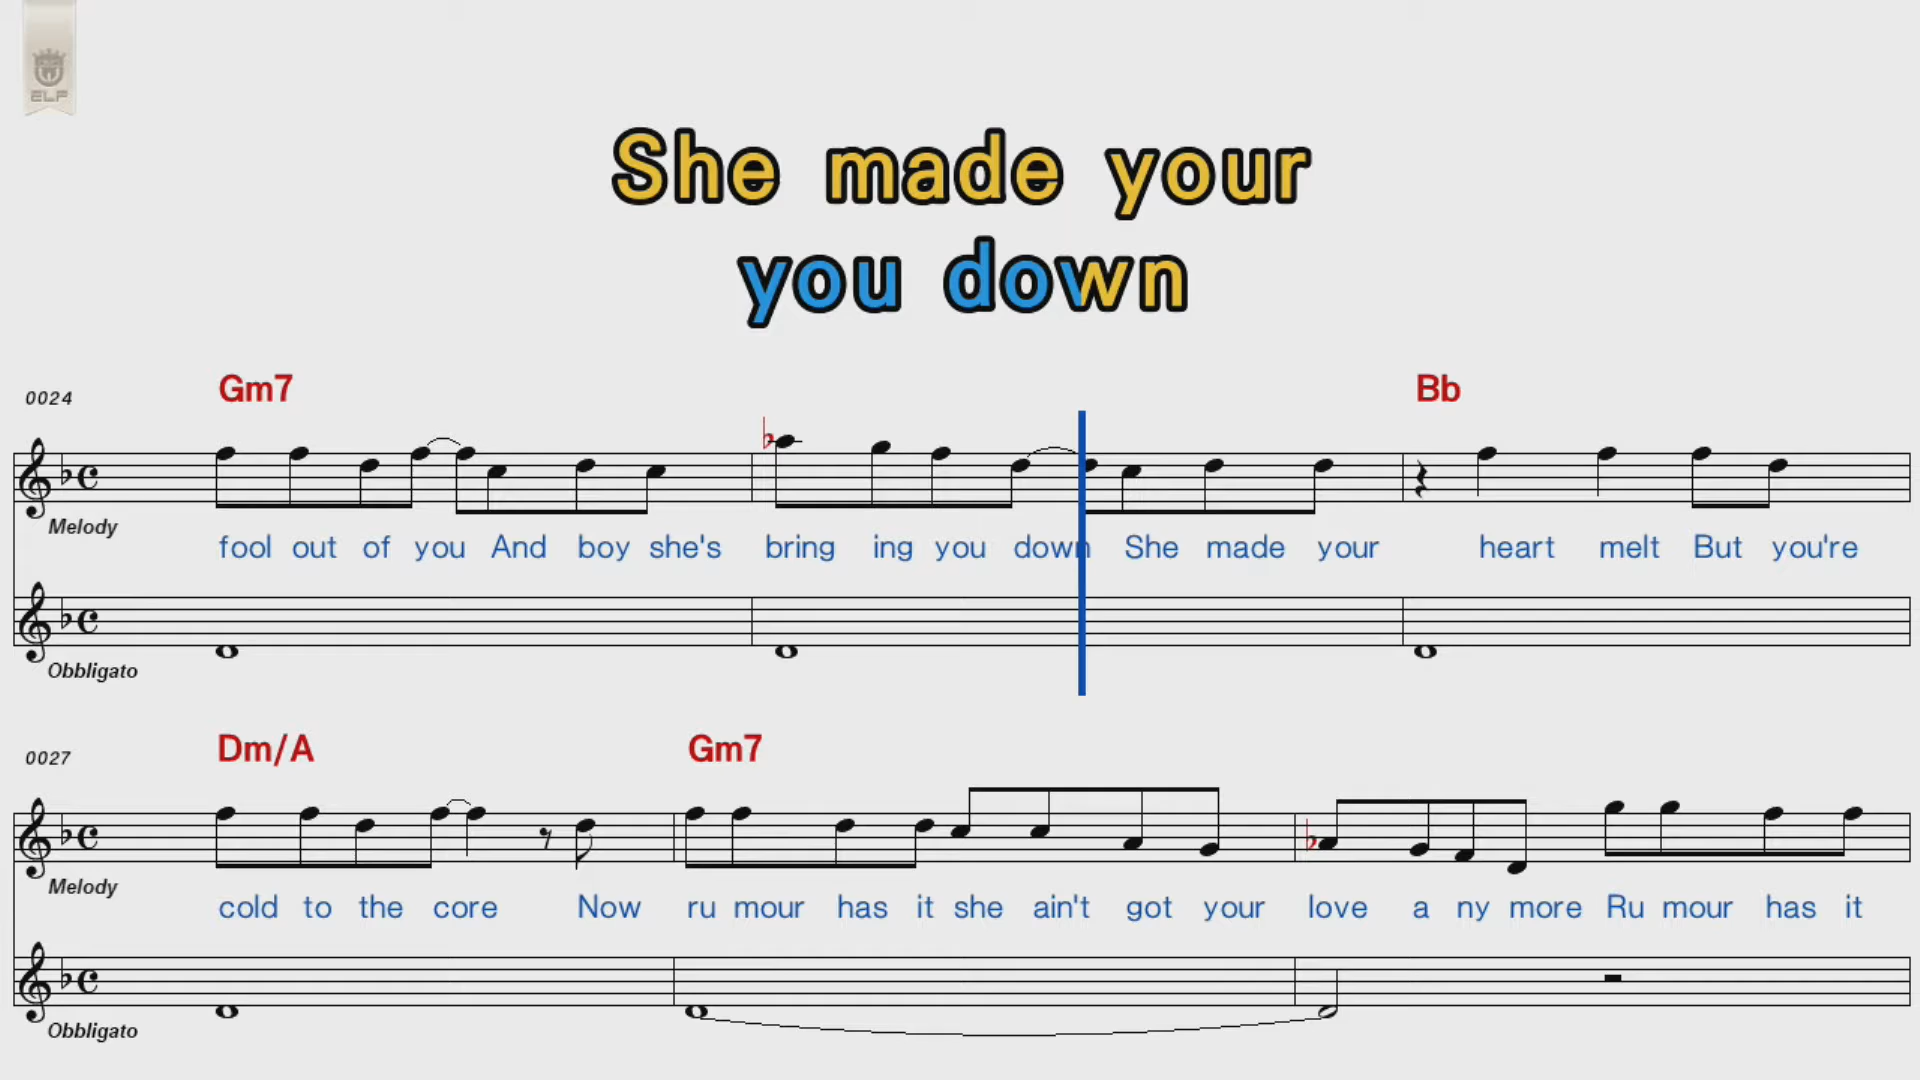 ELF
She made your
you down
0024 Gm7 Bb
Melody
fool out of you And boy she's bring ing you down She made your heart melt But you're
Obbligato
0027 Dm/A Gm7
Melody
cold to the core Now ru mour has it she ain't got your love a ny more Ru mour has it
Obbligato